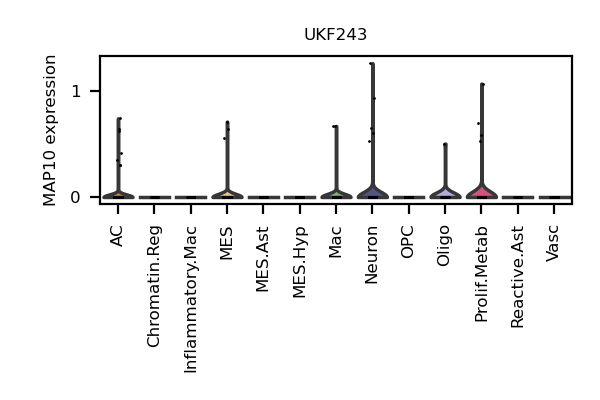 UKF243
MAP10 expression
1
0
AC
Chromatin.Reg
Inflammatory.Mac
MES
MES.Ast
MES.Hyp
Mac
Neuron
OPC
Oligo
Prolif.Metab
Reactive.Ast
Vasc